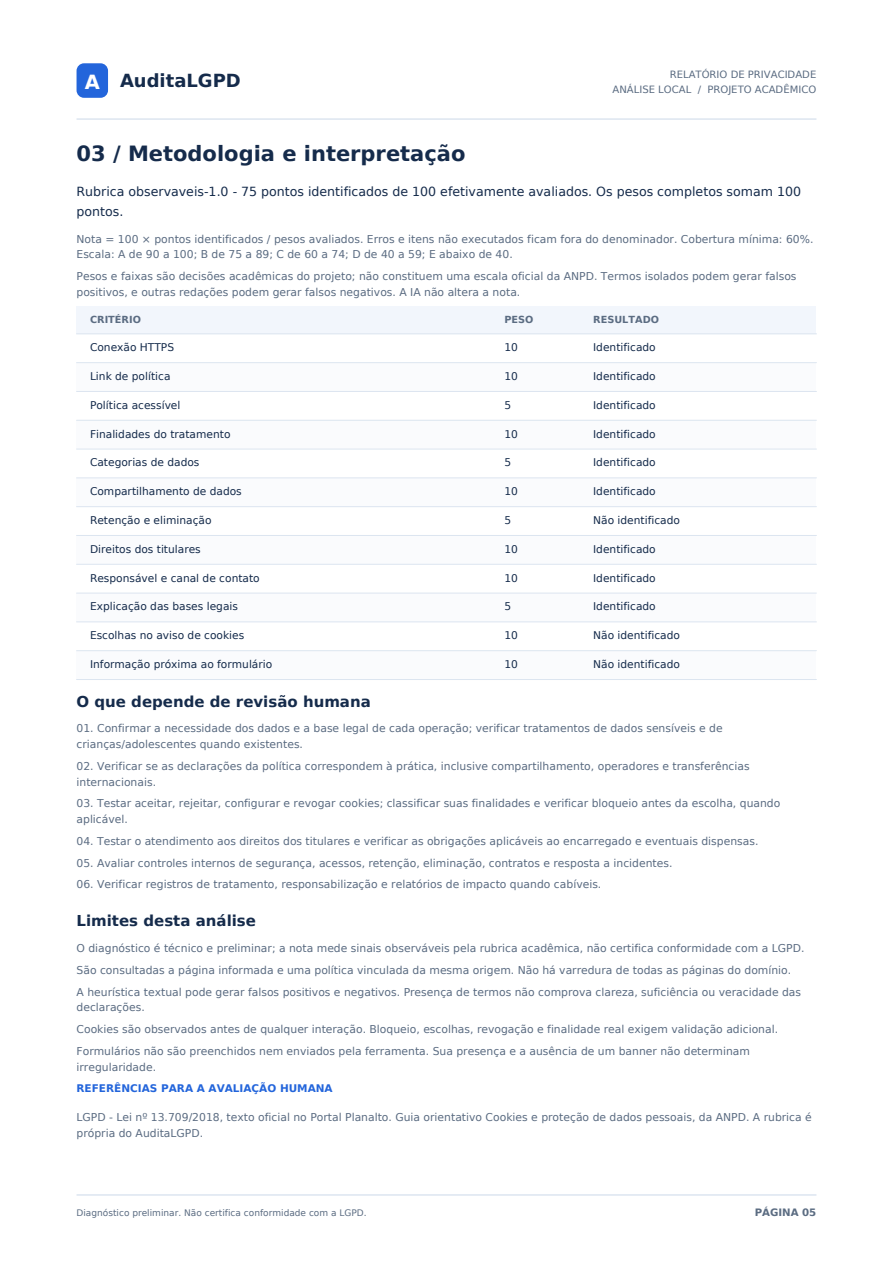 A AuditaLGPD
RELATÓRIO DE PRIVACIDADE
ANÁLISE LOCAL / PROJETO ACADÊMICO
03 / Metodologia e interpretação
Rubrica observaveis-1.0 - 75 pontos identificados de 100 efetivamente avaliados. Os pesos completos somam 100
pontos.
Nota = 100 × pontos identificados / pesos avaliados. Erros e itens não executados ficam fora do denominador. Cobertura mínima: 60%.
Escala: A de 90 a 100; B de 75 a 89; C de 60 a 74; D de 40 a 59; E abaixo de 40.
Pesos e faixas são decisões acadêmicas do projeto; não constituem uma escala oficial da ANPD. Termos isolados podem gerar falsos
positivos, e outras redações podem gerar falsos negativos. A IA não altera a nota.
CRITÉRIO PESO RESULTADO
Conexão HTTPS 10 Identificado
Link de política 10 Identificado
Política acessível 5 Identificado
Finalidades do tratamento 10 Identificado
Categorias de dados 5 Identificado
Compartilhamento de dados 10 Identificado
Retenção e eliminação 5 Não identificado
Direitos dos titulares 10 Identificado
Responsável e canal de contato 10 Identificado
Explicação das bases legais 5 Identificado
Escolhas no aviso de cookies 10 Não identificado
Informação próxima ao formulário 10 Não identificado
O que depende de revisão humana
01. Confirmar a necessidade dos dados e a base legal de cada operação; verificar tratamentos de dados sensíveis e de
crianças/adolescentes quando existentes.
02. Verificar se as declarações da política correspondem à prática, inclusive compartilhamento, operadores e transferências
internacionais.
03. Testar aceitar, rejeitar, configurar e revogar cookies; classificar suas finalidades e verificar bloqueio antes da escolha, quando
aplicável.
04. Testar o atendimento aos direitos dos titulares e verificar as obrigações aplicáveis ao encarregado e eventuais dispensas.
05. Avaliar controles internos de segurança, acessos, retenção, eliminação, contratos e resposta a incidentes.
06. Verificar registros de tratamento, responsabilização e relatórios de impacto quando cabíveis.
Limites desta análise
O diagnóstico é técnico e preliminar; a nota mede sinais observáveis pela rubrica acadêmica, não certifica conformidade com a LGPD.
São consultadas a página informada e uma política vinculada da mesma origem. Não há varredura de todas as páginas do domínio.
A heurística textual pode gerar falsos positivos e negativos. Presença de termos não comprova clareza, suficiência ou veracidade das
declarações.
Cookies são observados antes de qualquer interação. Bloqueio, escolhas, revogação e finalidade real exigem validação adicional.
Formulários não são preenchidos nem enviados pela ferramenta. Sua presença e a ausência de um banner não determinam
irregularidade.
REFERÊNCIAS PARA A AVALIAÇÃO HUMANA
LGPD - Lei nº 13.709/2018, texto oficial no Portal Planalto. Guia orientativo Cookies e proteção de dados pessoais, da ANPD. A rubrica é
própria do AuditaLGPD.
Diagnóstico preliminar. Não certifica conformidade com a LGPD.
PÁGINA 05